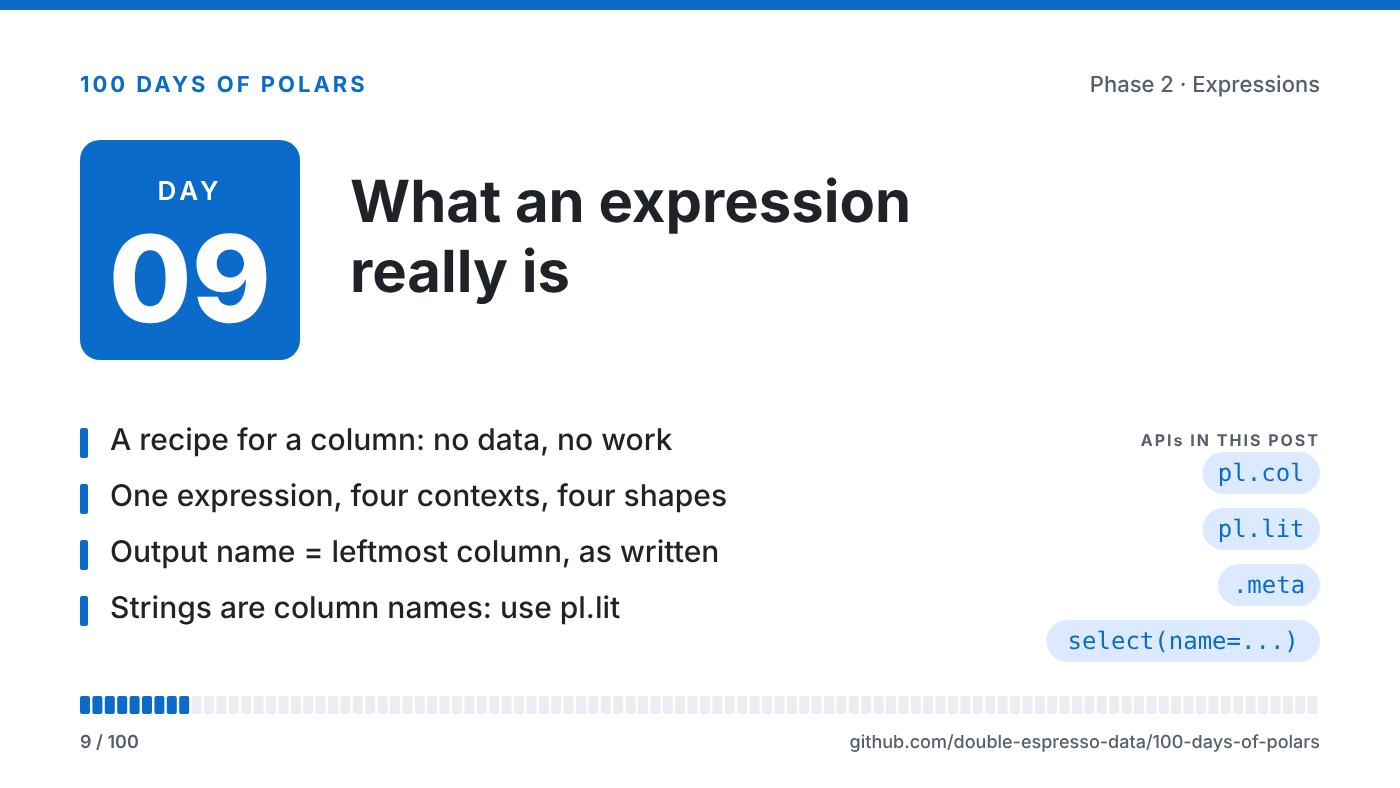 100 DAYS OF POLARS
Phase 2 · Expressions
DAY
09
What an expression
really is
A recipe for a column: no data, no work
One expression, four contexts, four shapes
Output name = leftmost column, as written
Strings are column names: use pl.lit
APIs IN THIS POST
pl.col
pl.lit
.meta
select(name=...)
9 / 100
github.com/double-espresso-data/100-days-of-polars